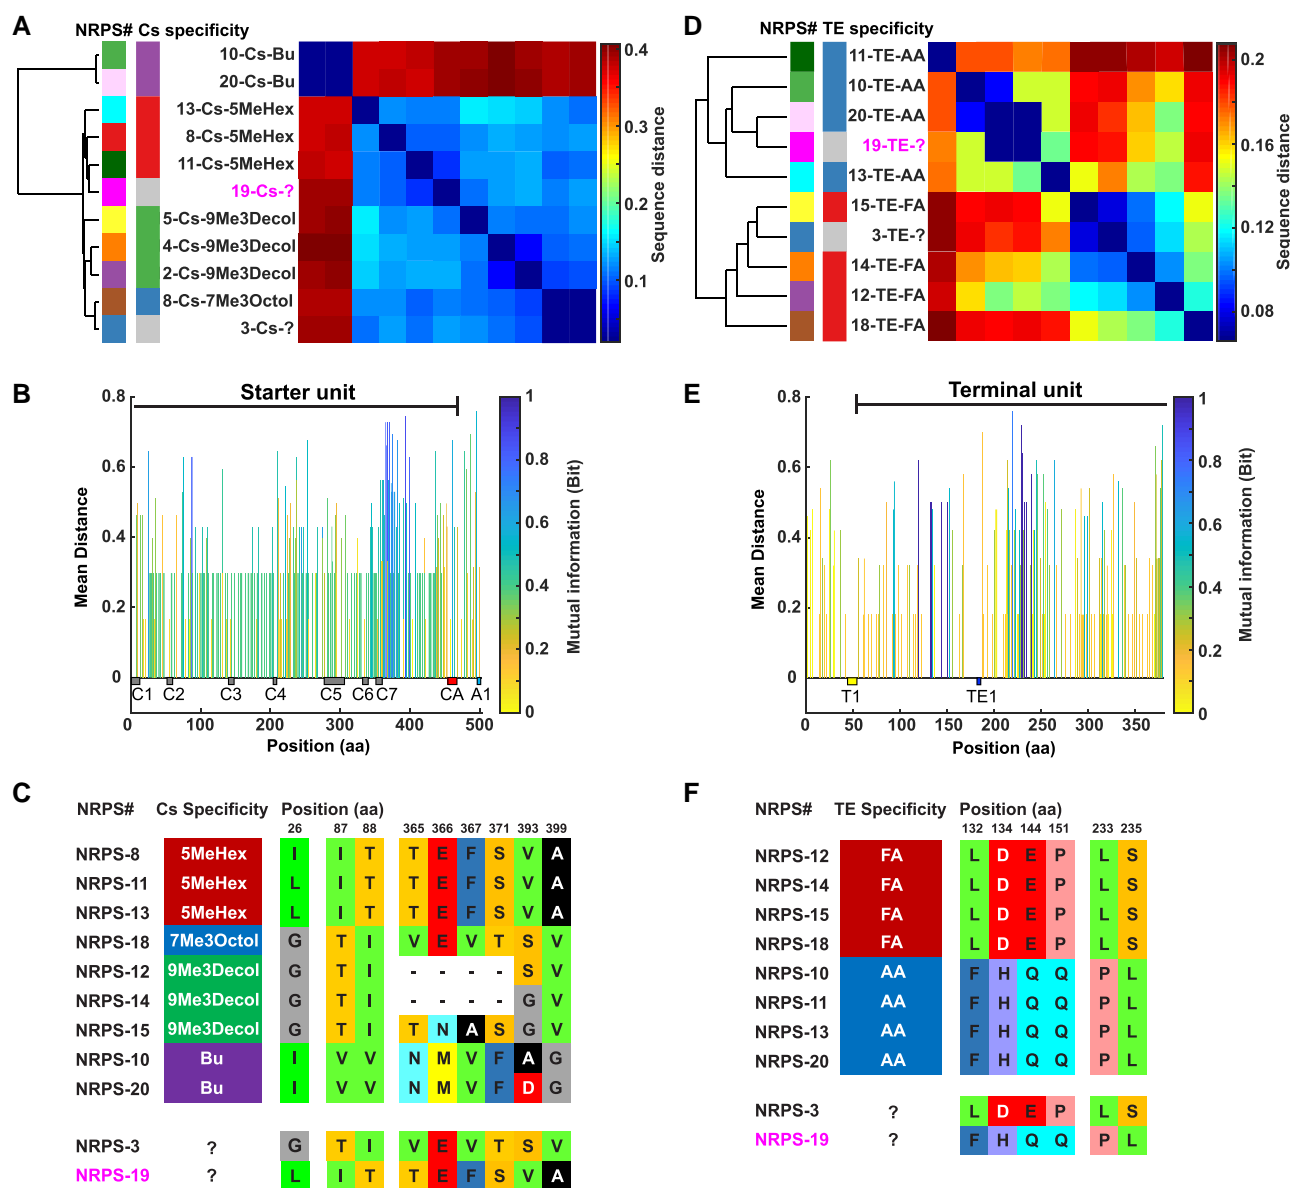 A
NRPS# Cs specificity
10-Cs-Bu
20-Cs-Bu
13-Cs-5MeHex
8-Cs-5MeHex
11-Cs-5MeHex
19-Cs-?
5-Cs-9Me3Decol
4-Cs-9Me3Decol
2-Cs-9Me3Decol
8-Cs-7Me3Octol
3-Cs-?
0.4
0.3
0.2
0.1
Sequence distance
D
NRPS# TE specificity
11-TE-AA
10-TE-AA
20-TE-AA
19-TE-?
13-TE-AA
15-TE-FA
3-TE-?
14-TE-FA
12-TE-FA
18-TE-FA
0.2
0.16
0.12
0.08
Sequence distance
B
Starter unit
Mean Distance
0.8
0.6
0.4
0.2
0
C1 C2 C3 C4 C5 C6 C7 CA A1
0 100 200 300 400 500
Position (aa)
1
0.8
0.6
0.4
0.2
0
Mutual information (Bit)
E
Terminal unit
Mean Distance
0.8
0.6
0.4
0.2
0
T1 TE1
0 50 100 150 200 250 300 350
Position (aa)
1
0.8
0.6
0.4
0.2
0
Mutual information (Bit)
C
NRPS# Cs Specificity Position (aa)
26 87 88 365 366 367 371 393 399
NRPS-8 5MeHex I I T T E F S V A
NRPS-11 5MeHex L I T T E F S V A
NRPS-13 5MeHex L I T T E F S V A
NRPS-18 7Me3Octol G T I V E V T S V
NRPS-12 9Me3Decol G T I - - - - S V
NRPS-14 9Me3Decol G T I - - - - G V
NRPS-15 9Me3Decol G T I T N A S G V
NRPS-10 Bu I V V N M V F A G
NRPS-20 Bu I V V N M V F D G
NRPS-3 ? G T I V E V T S V
NRPS-19 ? L I T T E F S V A
F
NRPS# TE Specificity Position (aa)
132 134 144 151 233 235
NRPS-12 FA L D E P L S
NRPS-14 FA L D E P L S
NRPS-15 FA L D E P L S
NRPS-18 FA L D E P L S
NRPS-10 AA F H Q Q P L
NRPS-11 AA F H Q Q P L
NRPS-13 AA F H Q Q P L
NRPS-20 AA F H Q Q P L
NRPS-3 ? L D E P L S
NRPS-19 ? F H Q Q P L